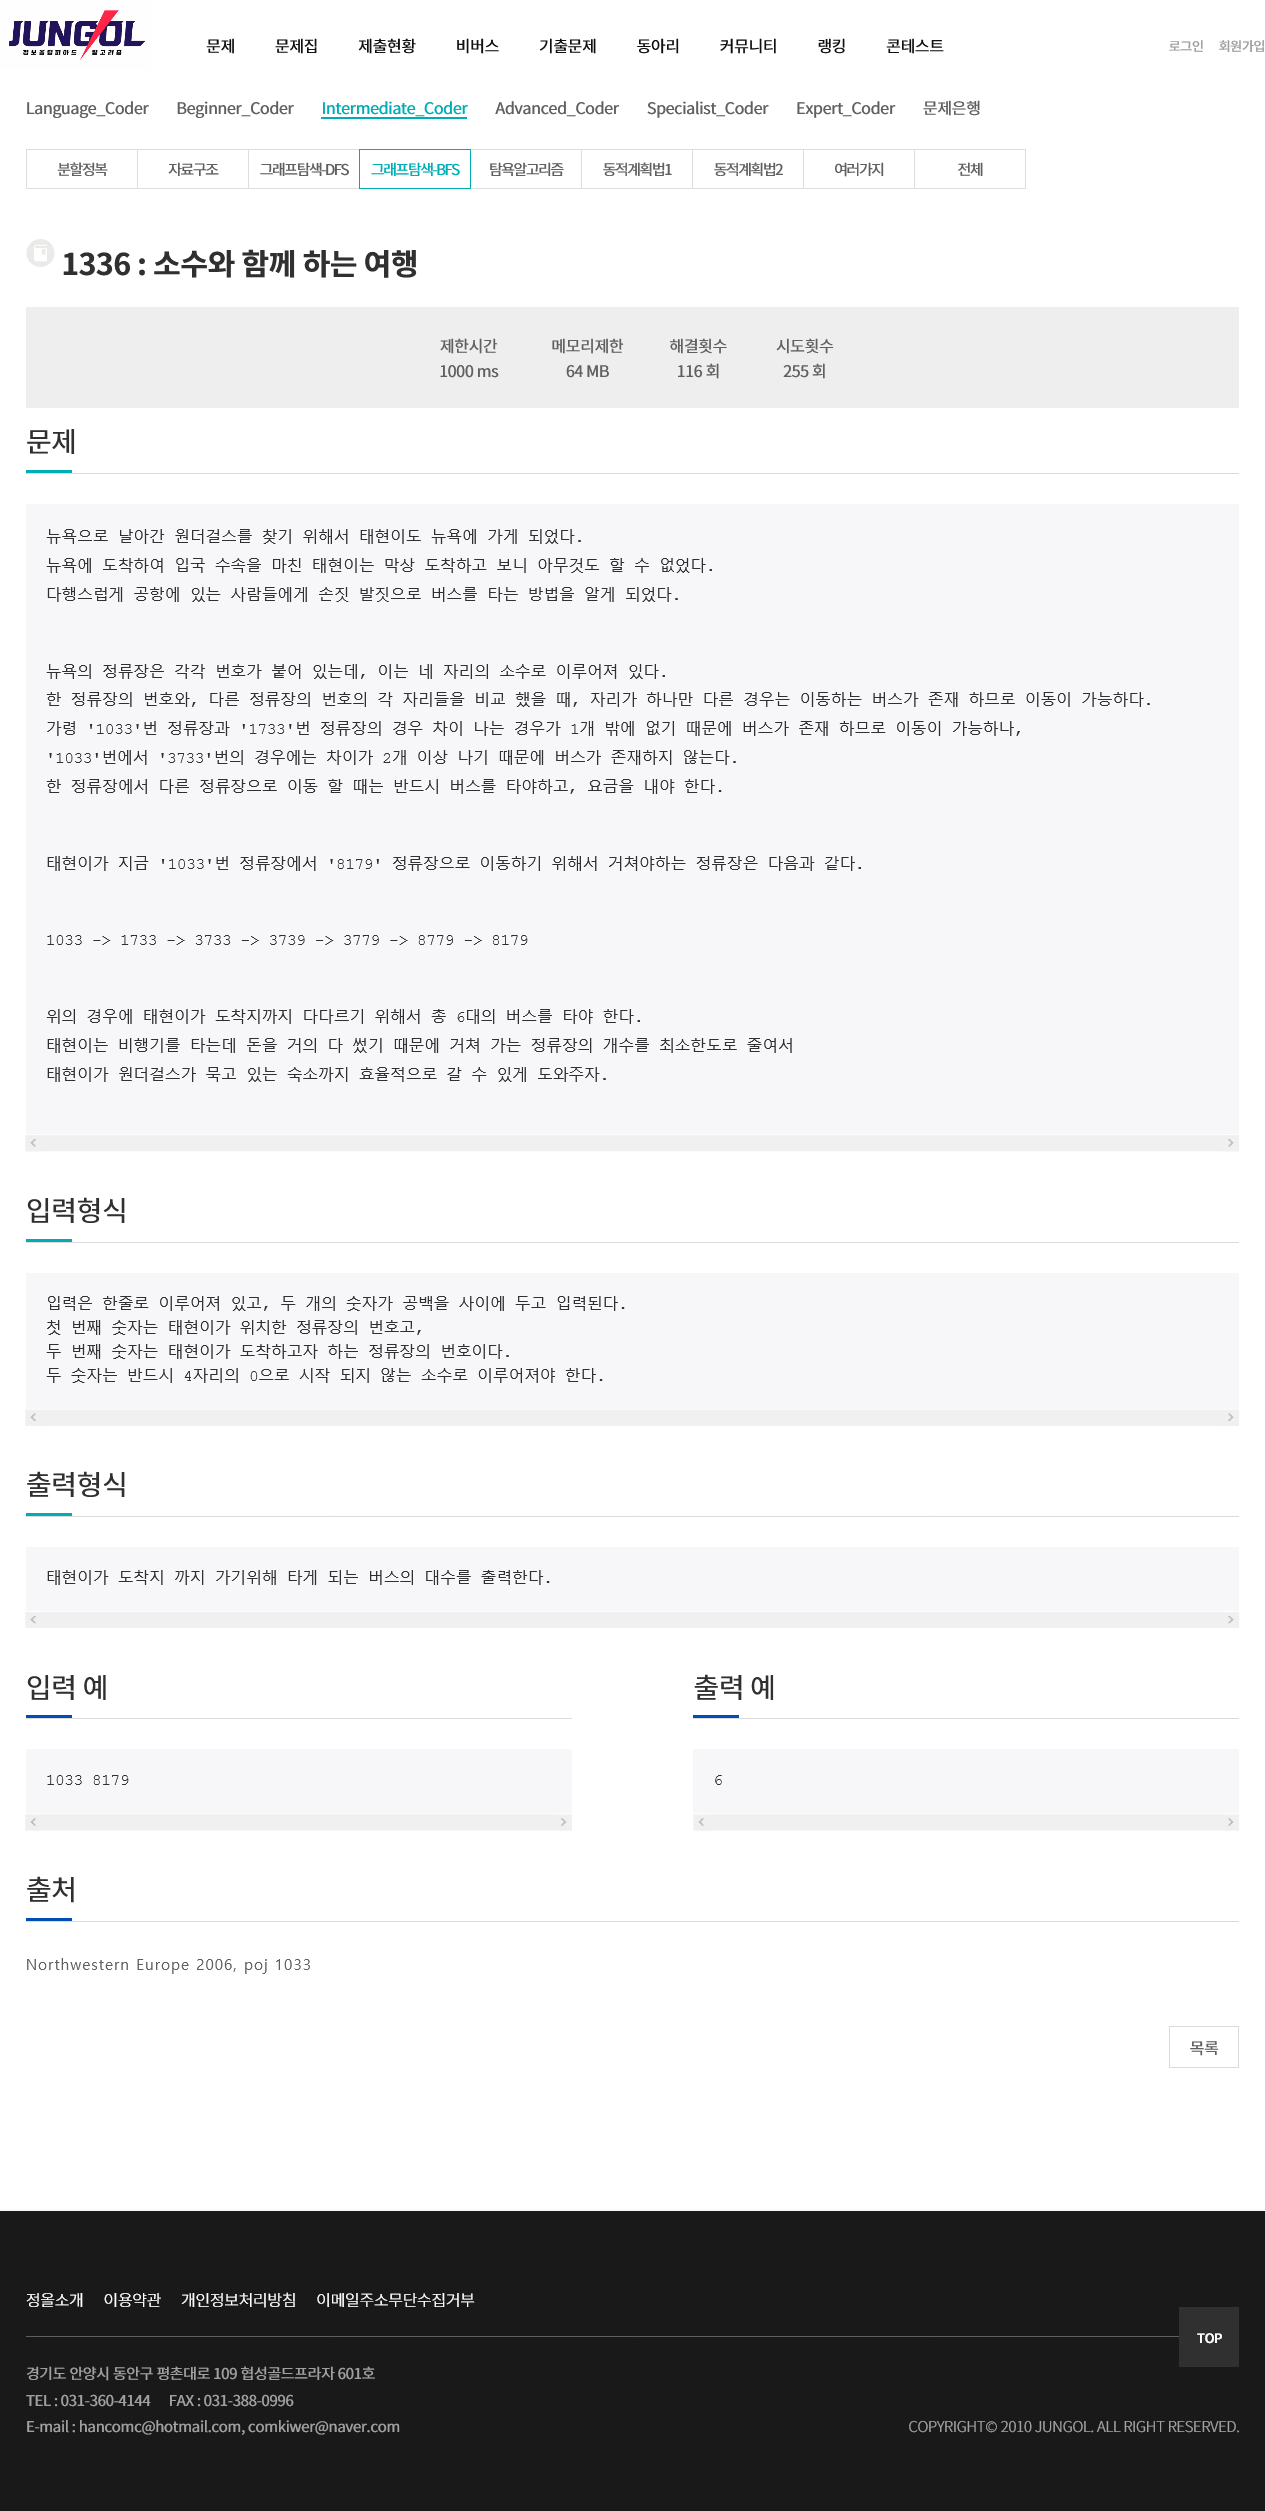 JUNGOL
정보올림피아드 알고리즘
문제 문제집 제출현황 비버스 기출문제 동아리 커뮤니티 랭킹 콘테스트 로그인 회원가입
Language_Coder Beginner_Coder Intermediate_Coder Advanced_Coder Specialist_Coder Expert_Coder 문제은행
분할정복 자료구조 그래프탐색-DFS 그래프탐색-BFS 탐욕알고리즘 동적계획법1 동적계획법2 여러가지 전체
1336 : 소수와 함께 하는 여행
제한시간 메모리제한 해결횟수 시도횟수
1000 ms 64 MB 116 회 255 회
문제
뉴욕으로 날아간 원더걸스를 찾기 위해서 태현이도 뉴욕에 가게 되었다.
뉴욕에 도착하여 입국 수속을 마친 태현이는 막상 도착하고 보니 아무것도 할 수 없었다.
다행스럽게 공항에 있는 사람들에게 손짓 발짓으로 버스를 타는 방법을 알게 되었다.
뉴욕의 정류장은 각각 번호가 붙어 있는데, 이는 네 자리의 소수로 이루어져 있다.
한 정류장의 번호와, 다른 정류장의 번호의 각 자리들을 비교 했을 때, 자리가 하나만 다른 경우는 이동하는 버스가 존재 하므로 이동이 가능하다.
가령 '1033'번 정류장과 '1733'번 정류장의 경우 차이 나는 경우가 1개 밖에 없기 때문에 버스가 존재 하므로 이동이 가능하나,
'1033'번에서 '3733'번의 경우에는 차이가 2개 이상 나기 때문에 버스가 존재하지 않는다.
한 정류장에서 다른 정류장으로 이동 할 때는 반드시 버스를 타야하고, 요금을 내야 한다.
태현이가 지금 '1033'번 정류장에서 '8179' 정류장으로 이동하기 위해서 거쳐야하는 정류장은 다음과 같다.
1033 -> 1733 -> 3733 -> 3739 -> 3779 -> 8779 -> 8179
위의 경우에 태현이가 도착지까지 다다르기 위해서 총 6대의 버스를 타야 한다.
태현이는 비행기를 타는데 돈을 거의 다 썼기 때문에 거쳐 가는 정류장의 개수를 최소한도로 줄여서
태현이가 원더걸스가 묵고 있는 숙소까지 효율적으로 갈 수 있게 도와주자.
입력형식
입력은 한줄로 이루어져 있고, 두 개의 숫자가 공백을 사이에 두고 입력된다.
첫 번째 숫자는 태현이가 위치한 정류장의 번호고,
두 번째 숫자는 태현이가 도착하고자 하는 정류장의 번호이다.
두 숫자는 반드시 4자리의 0으로 시작 되지 않는 소수로 이루어져야 한다.
출력형식
태현이가 도착지 까지 가기위해 타게 되는 버스의 대수를 출력한다.
입력 예 출력 예
1033 8179 6
출처
Northwestern Europe 2006, poj 1033
목록
정올소개 이용약관 개인정보처리방침 이메일주소무단수집거부
TOP
경기도 안양시 동안구 평촌대로 109 협성골드프라자 601호
TEL : 031-360-4144 FAX : 031-388-0996
E-mail : hancomc@hotmail.com, comkiwer@naver.com COPYRIGHT© 2010 JUNGOL. ALL RIGHT RESERVED.